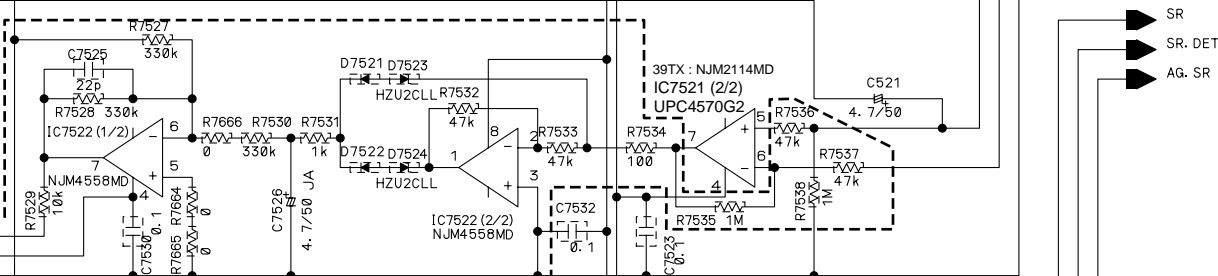 R7527
330k
C7525
22p
R7528 330k
IC7522 (1/2)
6
7
5
4
NJM4558MD
R7529
10k
C7530
0.1
R7664
0
R7665
0
R7666
0
R7530
330k
R7531
1k
C7526
4.7/50 JA
D7521 D7523
HZU2CLL
D7522 D7524
HZU2CLL
R7532
47k
8
2
1
3
IC7522 (2/2)
NJM4558MD
R7533
47k
C7532
0.1
R7534
100
39TX : NJM2114MD
IC7521 (2/2)
UPC4570G2
7
5
6
4
C7523
0.1
R7535 1M
R7536
47k
R7537
47k
R7538
1M
C521
4.7/50
SR
SR. DET
AG. SR